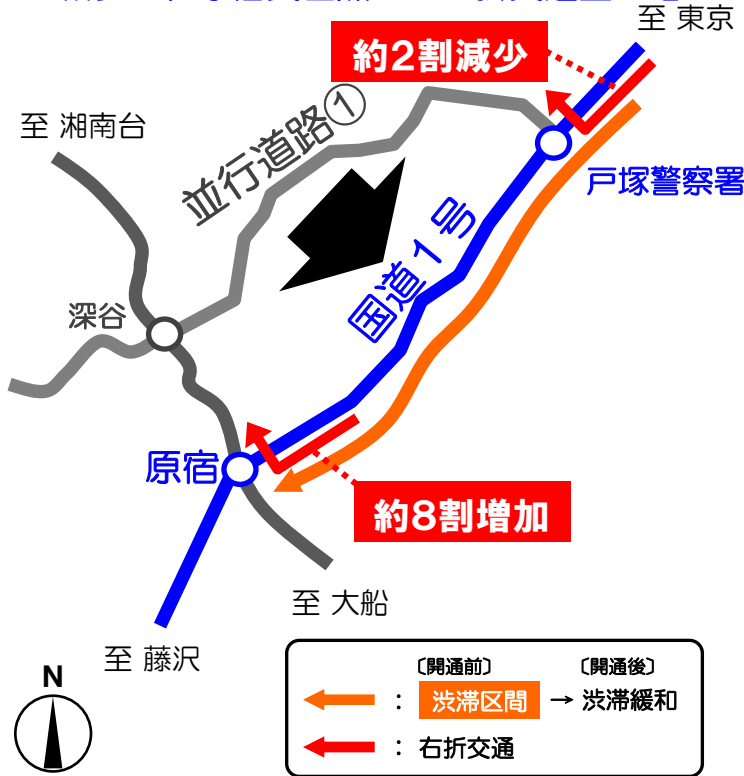 至 東京
約2割減少
至 湘南台
並行道路①
戸塚警察署
国道1号
深谷
原宿
約8割増加
至 大船
至 藤沢
N
〔開通前〕 〔開通後〕
： 渋滞区間 → 渋滞緩和
： 右折交通